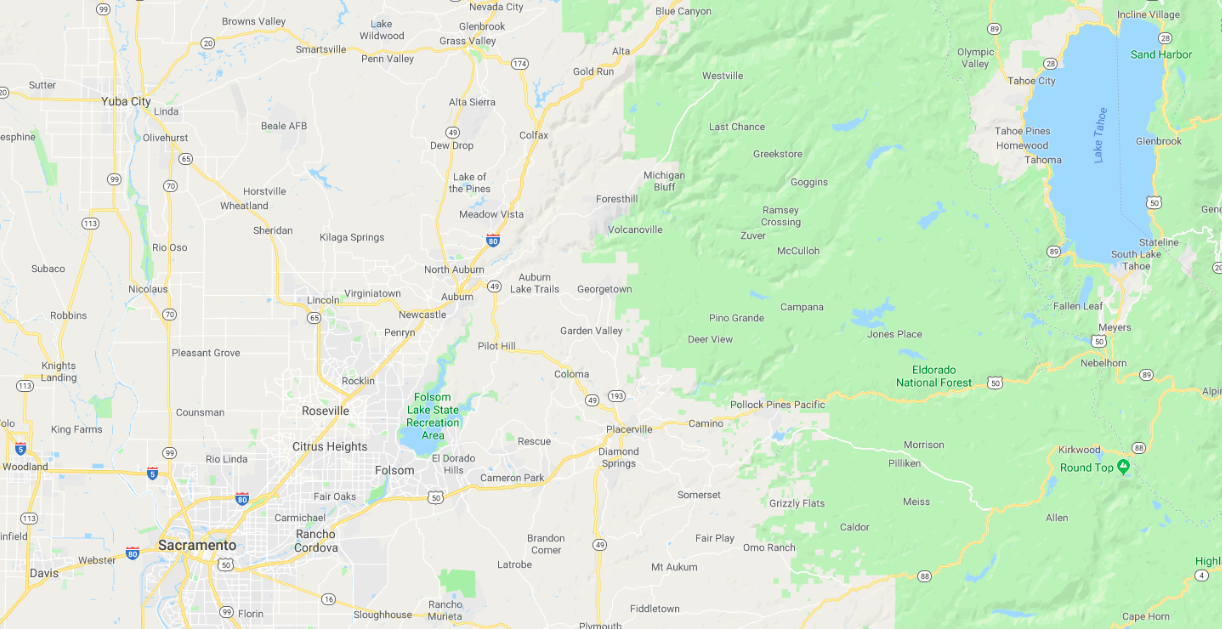 99
Nevada City
Blue Canyon
Incline Village
Browns Valley
Lake
Wildwood
Glenbrook
89
28
20
Smartsville
Grass Valley
Alta
Olympic
Valley
Sand Harbor
Penn Valley
174
28
Gold Run
Westville
Tahoe City
Sutter
20
Yuba City
Linda
Alta Sierra
Beale AFB
Last Chance
Lake Tahoe
Tahoe Pines
Olivehurst
49
Colfax
Dew Drop
Homewood
Glenbrook
65
Greekstore
Tahoma
99
70
Lake of
the Pines
Michigan
Bluff
Goggins
Horstville
Wheatland
Foresthill
50
Meadow Vista
Ramsey
Crossing
113
Sheridan
Kilaga Springs
80
Volcanoville
Zuver
Rio Oso
McCulloh
89
Stateline
South Lake
Tahoe
Subaco
North Auburn
Auburn
Lake Trails
Nicolaus
Virginiatown
Auburn
49
Georgetown
Lincoln
Fallen Leaf
Robbins
70
65
Newcastle
Campana
Pino Grande
Penryn
Garden Valley
Jones Place
Meyers
Pilot Hill
Deer View
50
Pleasant Grove
Knights
Landing
Nebelhorn
113
Rocklin
Coloma
Eldorado
National Forest
50
89
Folsom
Lake State
Recreation
Area
49
193
Counsman
Roseville
Pollock Pines Pacific
King Farms
Placerville
Camino
5
Citrus Heights
Rescue
Morrison
Kirkwood
88
99
Rio Linda
Diamond
Springs
Woodland
5
Folsom
El Dorado
Hills
Pilliken
Round Top
Cameron Park
80
Fair Oaks
50
Somerset
Grizzly Flats
Meiss
113
Carmichael
Allen
Rancho
Cordova
Caldor
Sacramento
Brandon
Corner
49
Fair Play
Omo Ranch
80
Webster
50
Latrobe
Mt Aukum
Davis
88
4
16
Rancho
Murieta
99
Florin
Sloughhouse
Fiddletown
Cape Horn
Plymouth